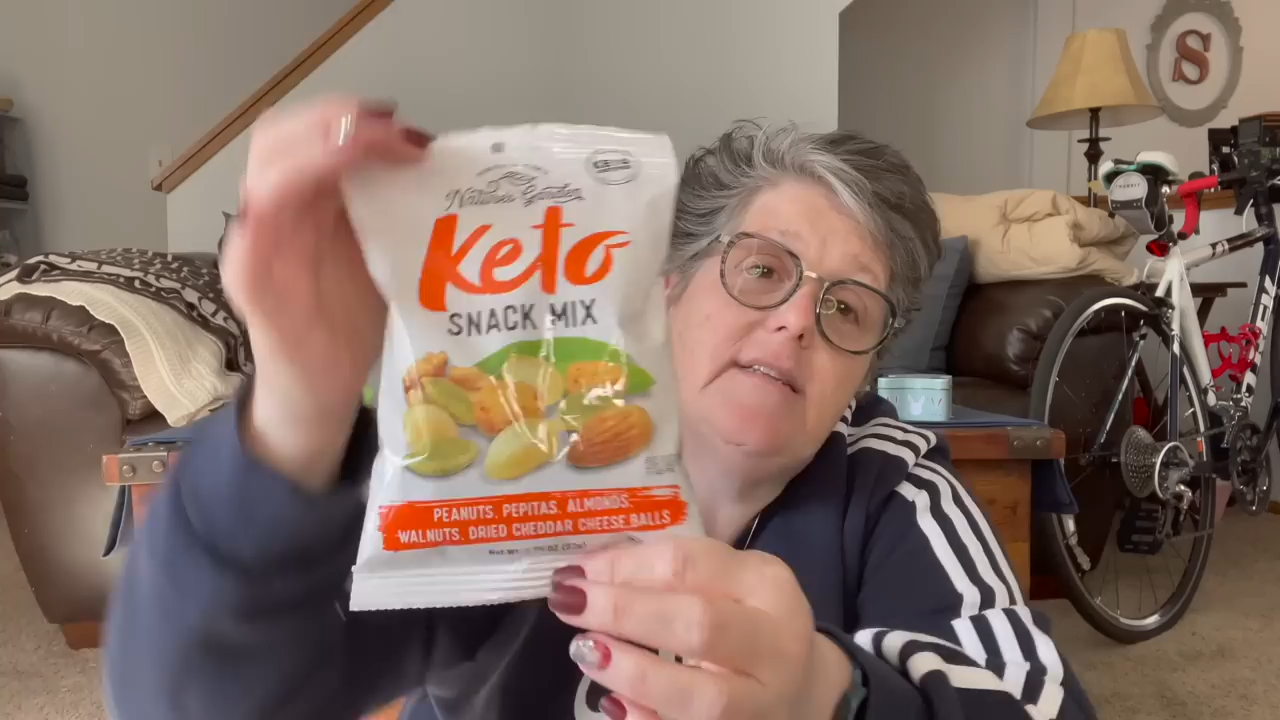 Nature's Garden
Keto
SNACK MIX
PEANUTS, PEPITAS, ALMONDS,
WALNUTS, DRIED CHEDDAR CHEESE BALLS
S